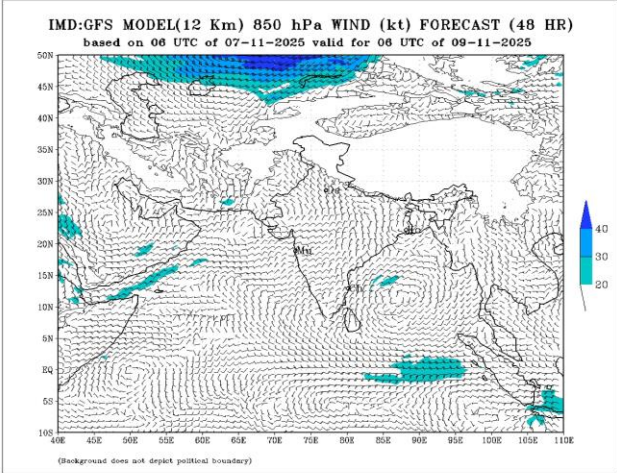 IMD:GFS MODEL(12 Km) 850 hPa WIND (kt) FORECAST (48 HR)
based on 06 UTC of 07-11-2025 valid for 06 UTC of 09-11-2025
50N
45N
40N
35N
30N
25N
20N
15N
10N
5N
EQ
5S
10S
40E 45E 50E 55E 60E 65E 70E 75E 80E 85E 90E 95E 100E 105E 110E
40
30
20
Mu
Ch
(Background does not depict political boundary)